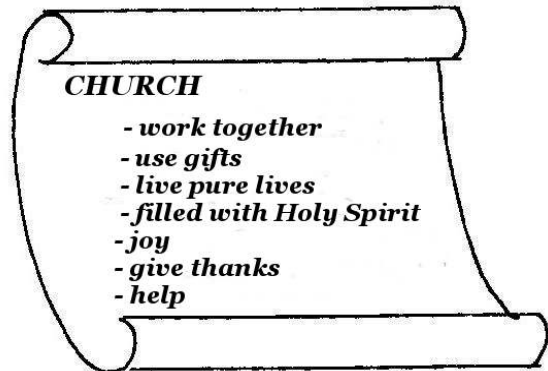 CHURCH
- work together
- use gifts
- live pure lives
- filled with Holy Spirit
- joy
- give thanks
- help